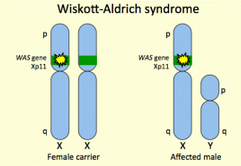 Wiskott-Aldrich syndrome
p
WAS gene
Xp11
q
X X
Female carrier
p
WAS gene
Xp11
q
X Y
p
q
Affected male